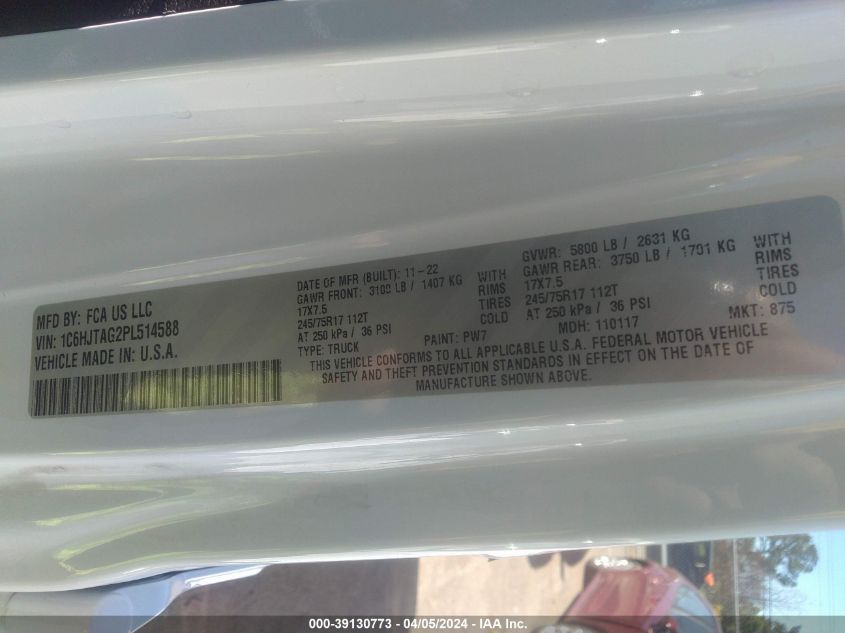 MFD BY: FCA US LLC
VIN: 1C6HJTAG2PL514588
VEHICLE MADE IN: U.S.A.
DATE OF MFR (BUILT): 11-22
GAWR FRONT: 3100 LB / 1407 KG WITH
17X7.5 RIMS
245/75R17 112T TIRES
AT 250 kPa / 36 PSI COLD
TYPE: TRUCK
GVWR: 5800 LB / 2631 KG
GAWR REAR: 3750 LB / 1701 KG WITH
17X7.5 RIMS
245/75R17 112T TIRES
AT 250 kPa / 36 PSI COLD
PAINT: PW7 MDH: 110117 MKT: 875
THIS VEHICLE CONFORMS TO ALL APPLICABLE U.S.A. FEDERAL MOTOR VEHICLE
SAFETY AND THEFT PREVENTION STANDARDS IN EFFECT ON THE DATE OF
MANUFACTURE SHOWN ABOVE.
000-39130773 - 04/05/2024 - IAA Inc.